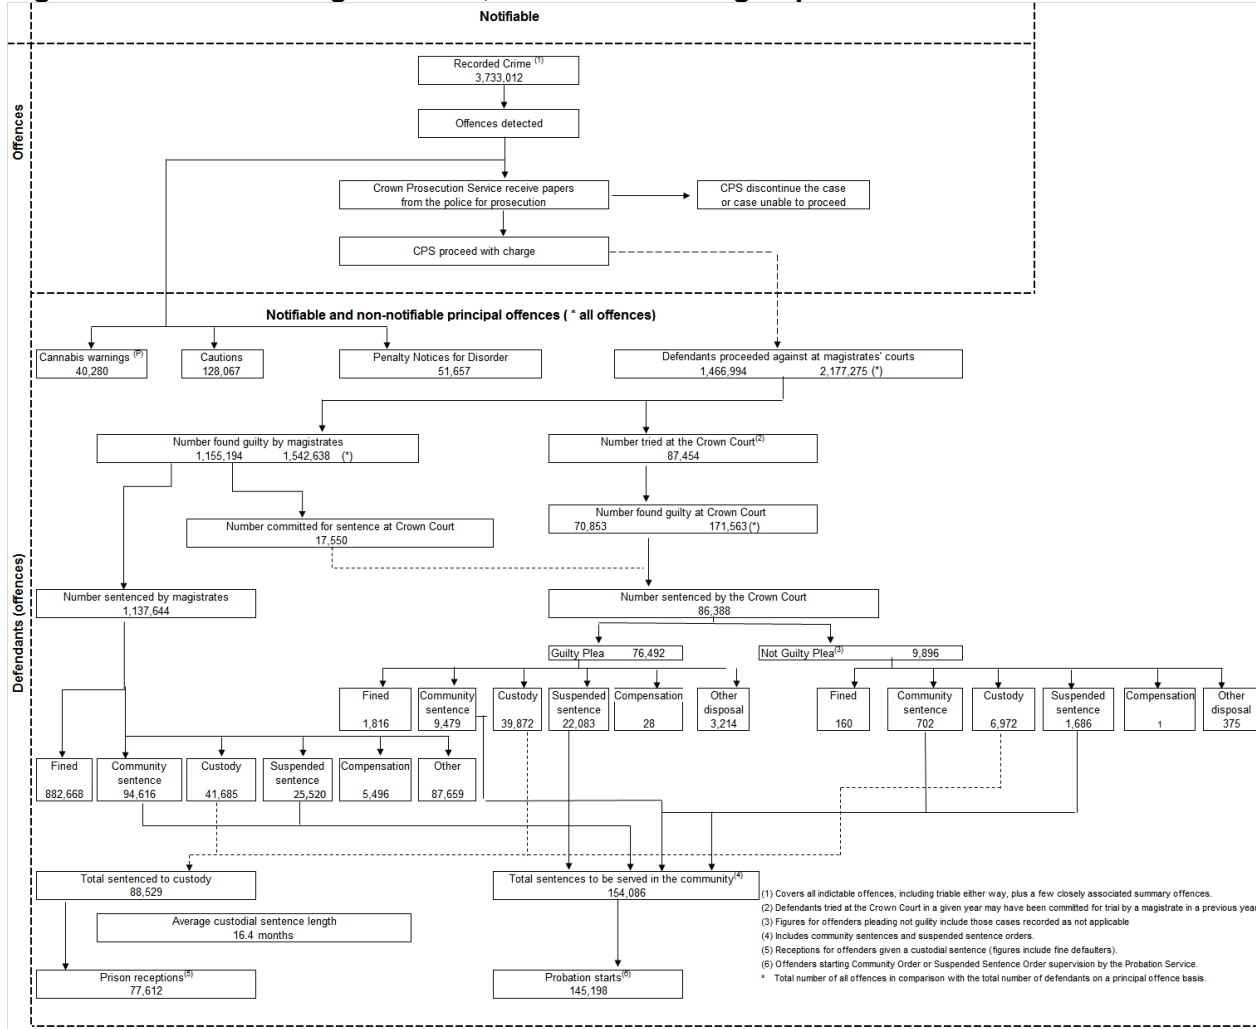 Notifiable
Offences
Recorded Crime (1)
3,733,012
Offences detected
Crown Prosecution Service receive papers
from the police for prosecution
CPS discontinue the case
or case unable to proceed
CPS proceed with charge
Notifiable and non-notifiable principal offences ( * all offences)
Defendants (offences)
Cannabis warnings (P)
40,280
Cautions
128,067
Penalty Notices for Disorder
51,657
Defendants proceeded against at magistrates' courts
1,466,994 2,177,275 (*)
Number found guilty by magistrates
1,155,194 1,542,638 (*)
Number tried at the Crown Court(2)
87,454
Number committed for sentence at Crown Court
17,550
Number found guilty at Crown Court
70,853 171,563 (*)
Number sentenced by magistrates
1,137,644
Number sentenced by the Crown Court
86,388
Guilty Plea 76,492
Not Guilty Plea(3) 9,896
Fined
1,816
Community
sentence
9,479
Custody
39,872
Suspended
sentence
22,083
Compensation
28
Other
disposal
3,214
Fined
160
Community
sentence
702
Custody
6,972
Suspended
sentence
1,686
Compensation
1
Other
disposal
375
Fined
882,668
Community
sentence
94,616
Custody
41,685
Suspended
sentence
25,520
Compensation
5,496
Other
87,659
Total sentenced to custody
88,529
Total sentences to be served in the community(4)
154,086
Average custodial sentence length
16.4 months
Prison receptions(5)
77,612
Probation starts(6)
145,198
(1) Covers all indictable offences, including triable either way, plus a few closely associated summary offences.
(2) Defendants tried at the Crown Court in a given year may have been committed for trial by a magistrate in a previous year
(3) Figures for offenders pleading not guility include those cases recorded as not applicable
(4) Includes community sentences and suspended sentence orders.
(5) Receptions for offenders given a custodial sentence (figures include fine defaulters).
(6) Offenders starting Community Order or Suspended Sentence Order supervision by the Probation Service.
* Total number of all offences in comparison with the total number of defendants on a principal offence basis.